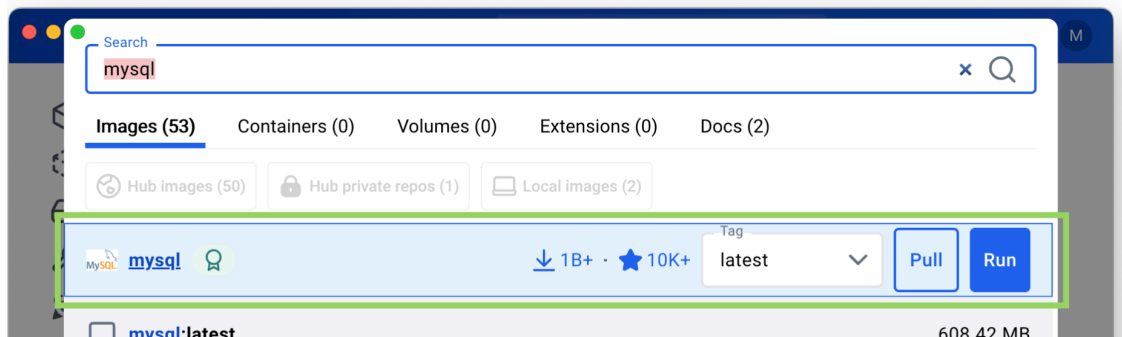 M
Search
mysql
Images (53) Containers (0) Volumes (0) Extensions (0) Docs (2)
Hub images (50) Hub private repos (1) Local images (2)
MySQL mysql 1B+ · 10K+ Tag latest Pull Run
mysql:latest 608.42 MB